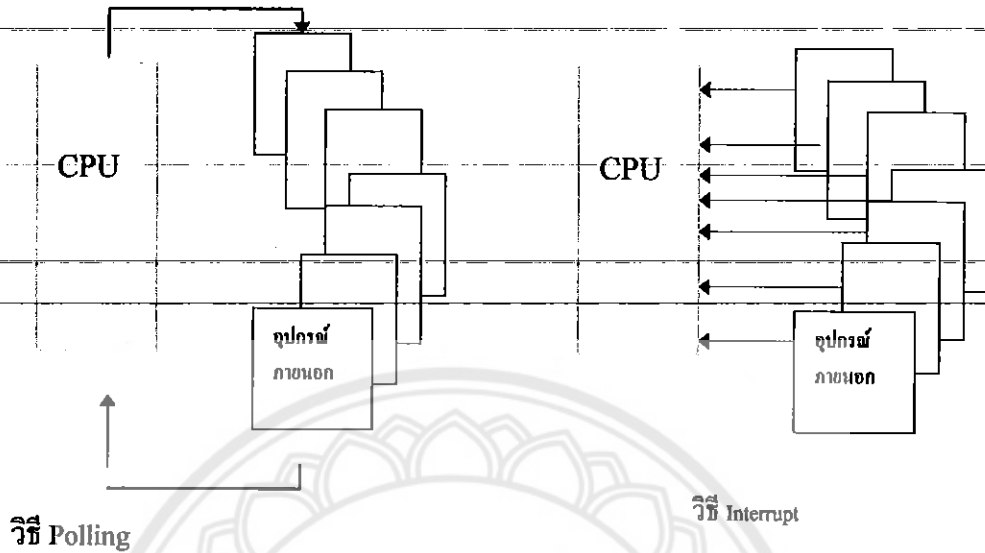 CPU
อุปกรณ์
ภายนอก
วิธี Polling
CPU
อุปกรณ์
ภายนอก
วิธี Interrupt